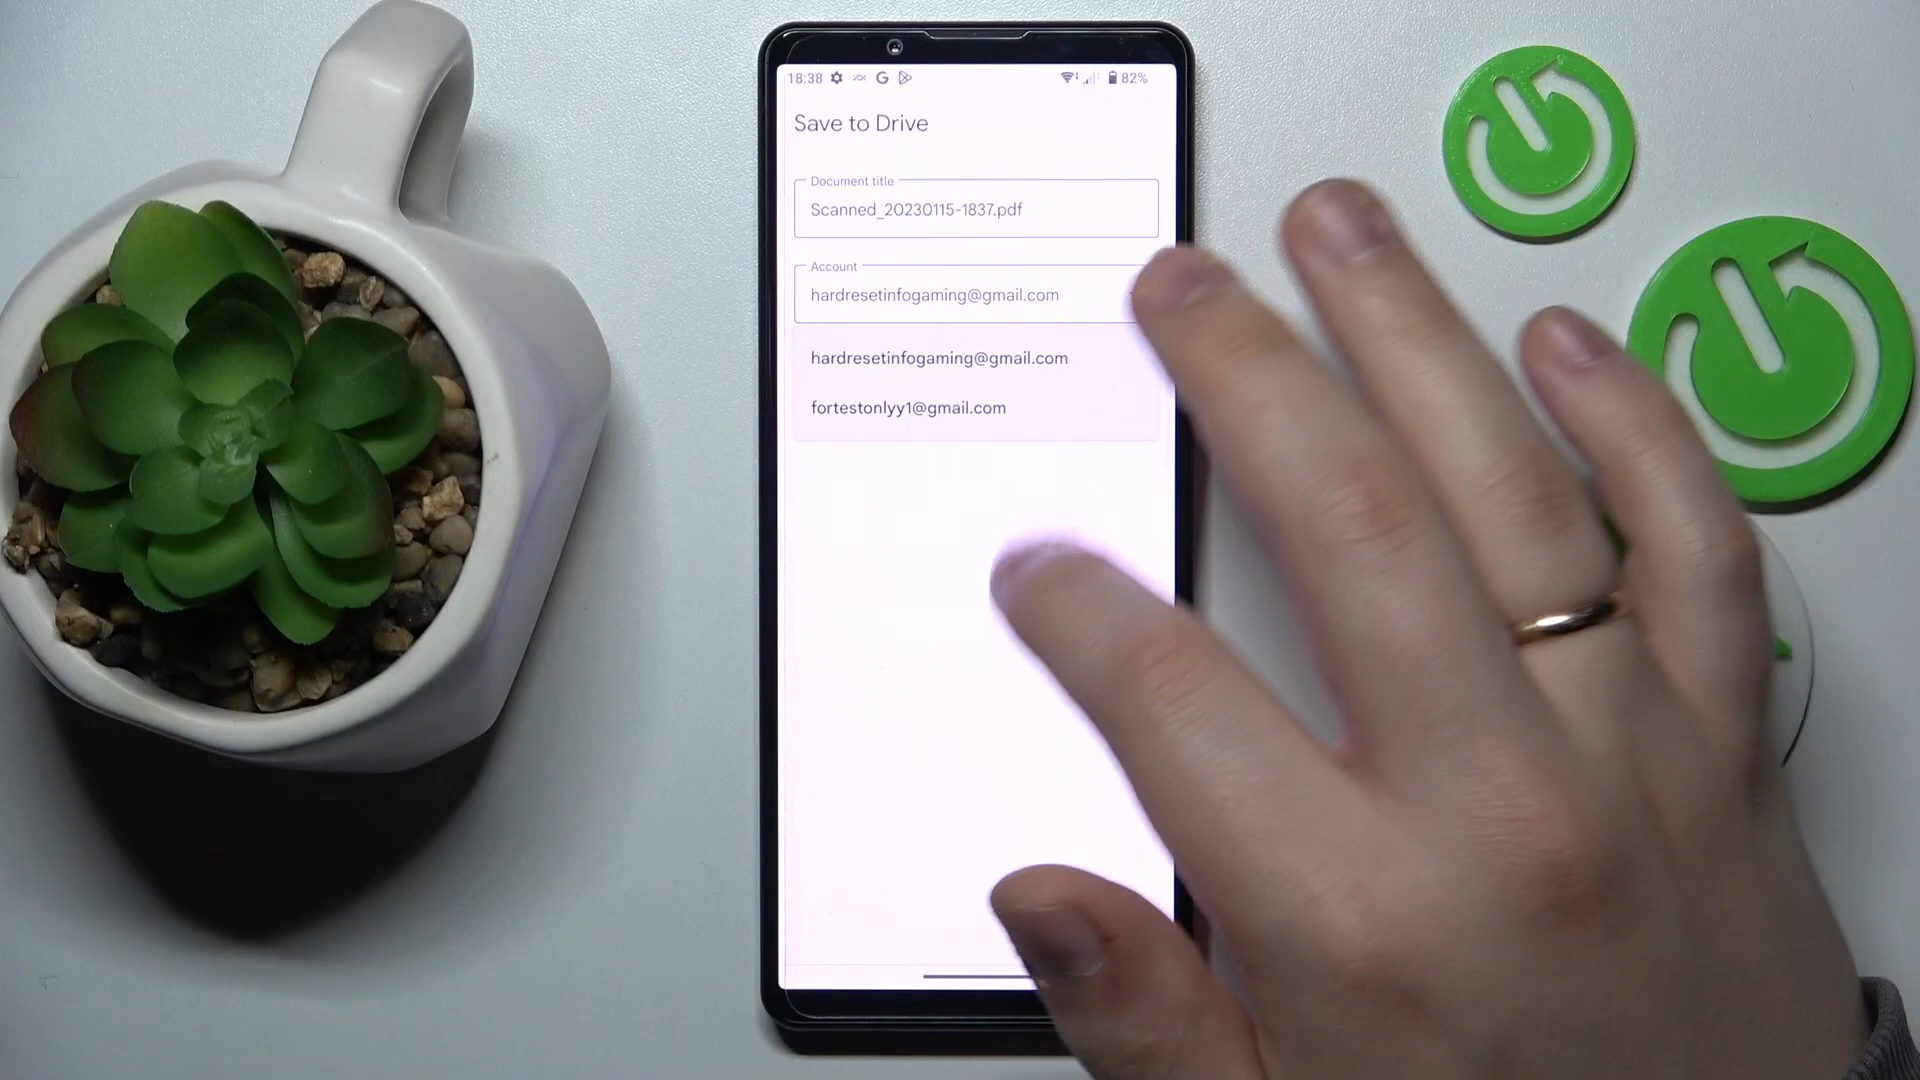 18:38 82%
Save to Drive
Document title
Scanned_20230115-1837.pdf
Account
hardresetinfogaming@gmail.com
hardresetinfogaming@gmail.com
fortestonlyy1@gmail.com